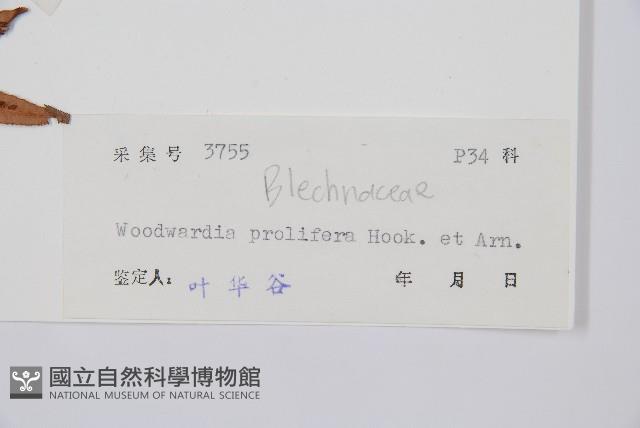 采集号 3755 P34 科
Blechnaceae
Woodwardia prolifera Hook. et Arn.
鉴定人: 叶华谷 年 月 日
國立自然科學博物館
NATIONAL MUSEUM OF NATURAL SCIENCE